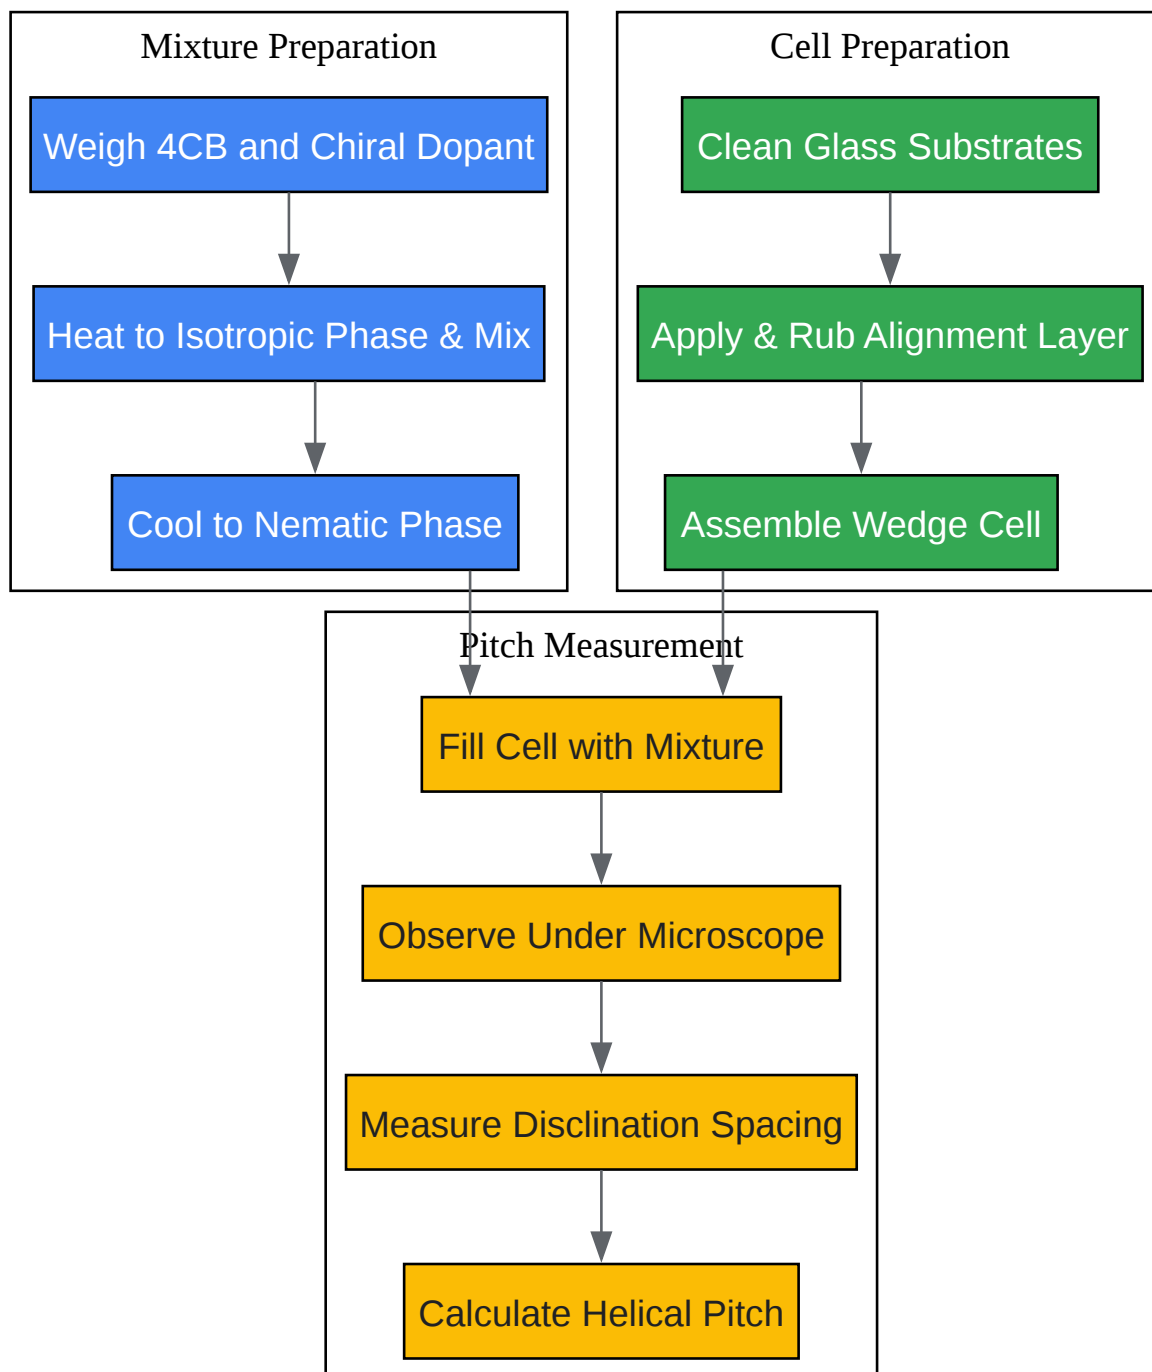 Mixture Preparation
Weigh 4CB and Chiral Dopant
Heat to Isotropic Phase & Mix
Cool to Nematic Phase
Cell Preparation
Clean Glass Substrates
Apply & Rub Alignment Layer
Assemble Wedge Cell
Pitch Measurement
Fill Cell with Mixture
Observe Under Microscope
Measure Disclination Spacing
Calculate Helical Pitch